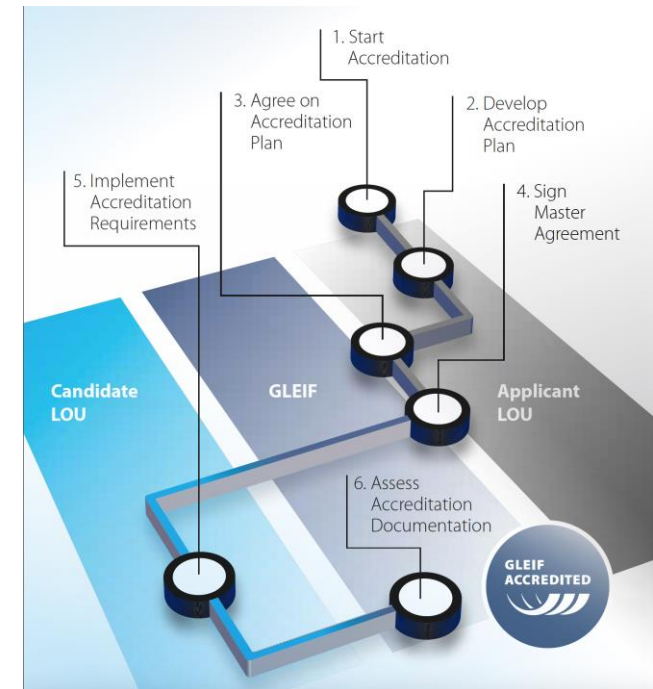 1. Start
Accreditation
3. Agree on
Accreditation
Plan
2. Develop
Accreditation
Plan
5. Implement
Accreditation
Requirements
4. Sign
Master
Agreement
Candidate
LOU
GLEIF
Applicant
LOU
6. Assess
Accreditation
Documentation
GLEIF
ACCREDITED